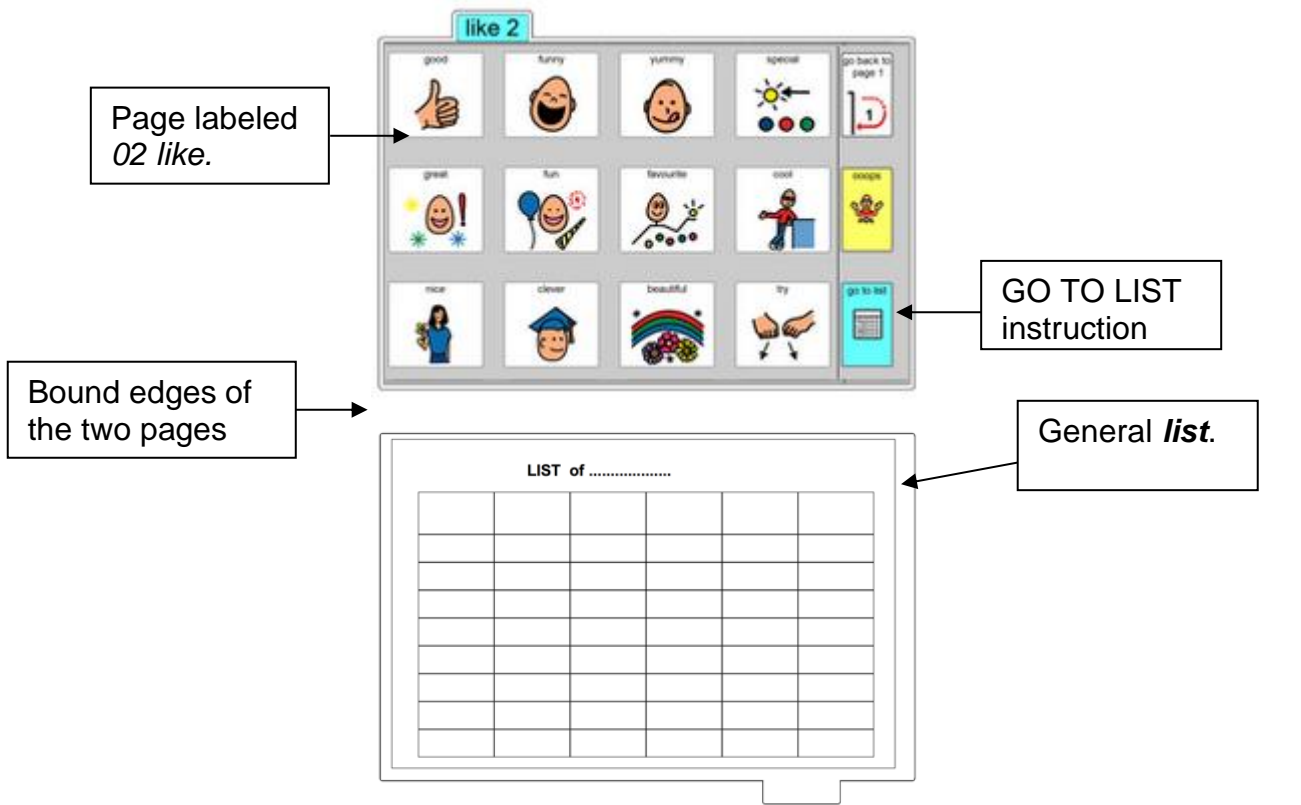 like 2
good funny yummy special go back to
page 1
1
Page labeled
02 like.
great fun favourite cool ooops
nice clever beautiful try go to list
GO TO LIST
instruction
Bound edges of
the two pages
General list.
LIST of ...................